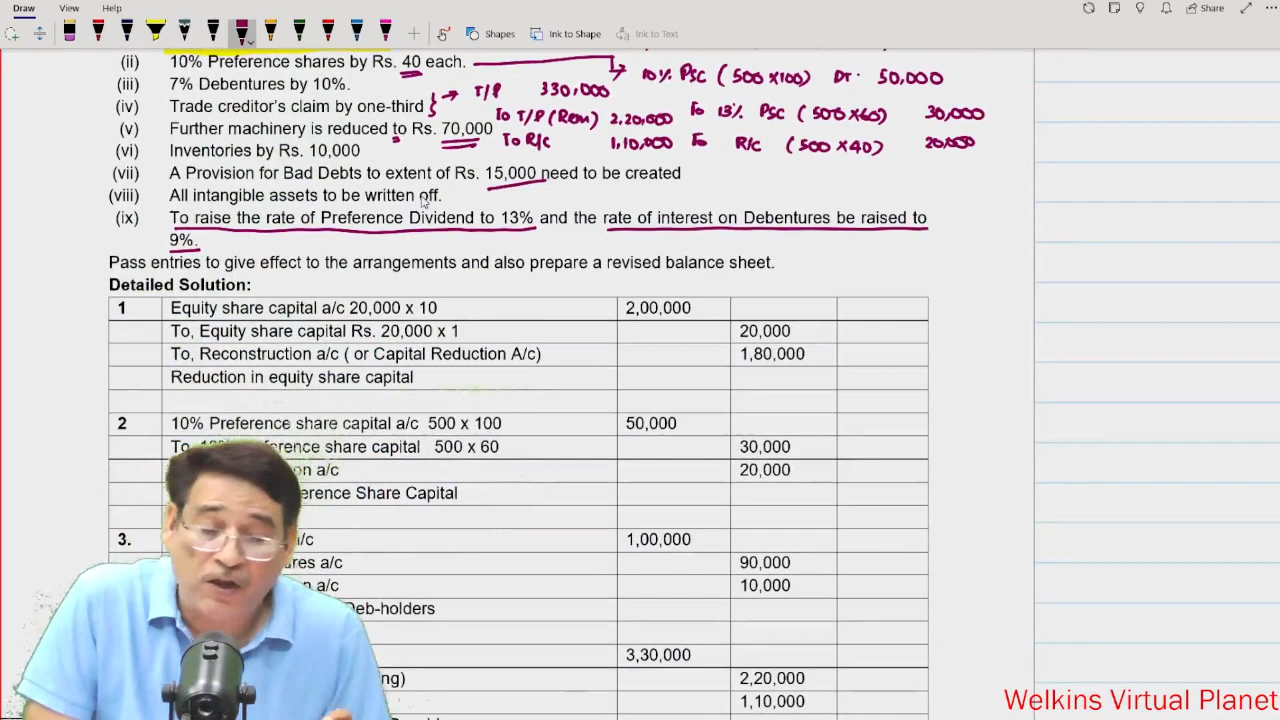 Draw View Help Share
Shapes Ink to Shape Ink to Text
(ii) 10% Preference shares by Rs. 40 each.
10% PSC (500×100) Dr. 50,000
(iii) 7% Debentures by 10%.
T/P 330,000
(iv) Trade creditor's claim by one-third
To T/P (Rem) 2,20,000 To 13% PSC (500×60) 30,000
(v) Further machinery is reduced to Rs. 70,000
To R/C 1,10,000 To R/C (500×40) 20,000
(vi) Inventories by Rs. 10,000
(vii) A Provision for Bad Debts to extent of Rs. 15,000 need to be created
(viii) All intangible assets to be written off.
(ix) To raise the rate of Preference Dividend to 13% and the rate of interest on Debentures be raised to
9%.
Pass entries to give effect to the arrangements and also prepare a revised balance sheet.
Detailed Solution:
1 Equity share capital a/c 20,000 x 10 2,00,000
To, Equity share capital Rs. 20,000 x 1 20,000
To, Reconstruction a/c ( or Capital Reduction A/c) 1,80,000
Reduction in equity share capital
2 10% Preference share capital a/c 500 x 100 50,000
To, ference share capital 500 x 60 30,000
on a/c 20,000
erence Share Capital
3. a/c 1,00,000
ures a/c 90,000
on a/c 10,000
Deb-holders
3,30,000
ng) 2,20,000
1,10,000
Welkins Virtual Planet